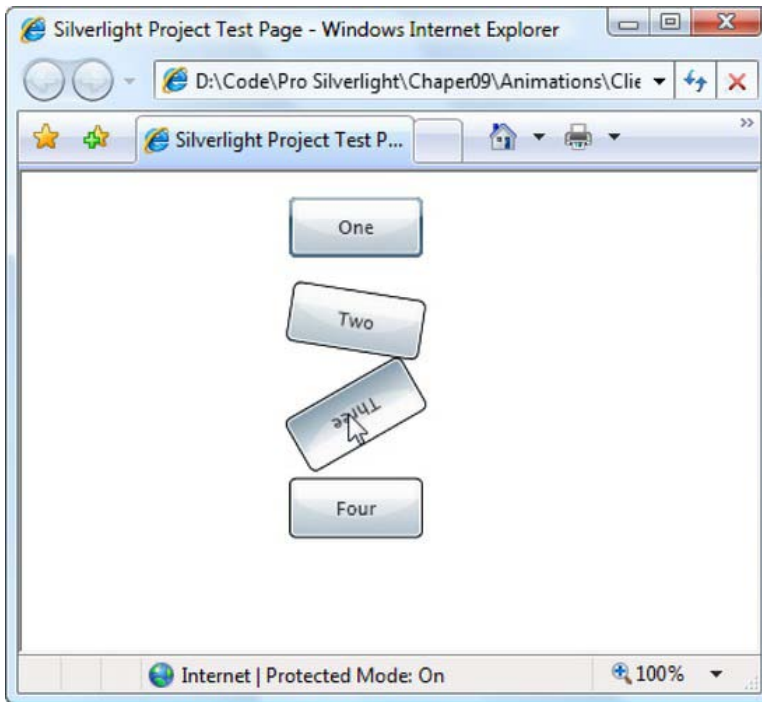 Silverlight Project Test Page - Windows Internet Explorer
D:\Code\Pro Silverlight\Chaper09\Animations\Clie
Silverlight Project Test P...
One
Two
Three
Four
Internet | Protected Mode: On
100%